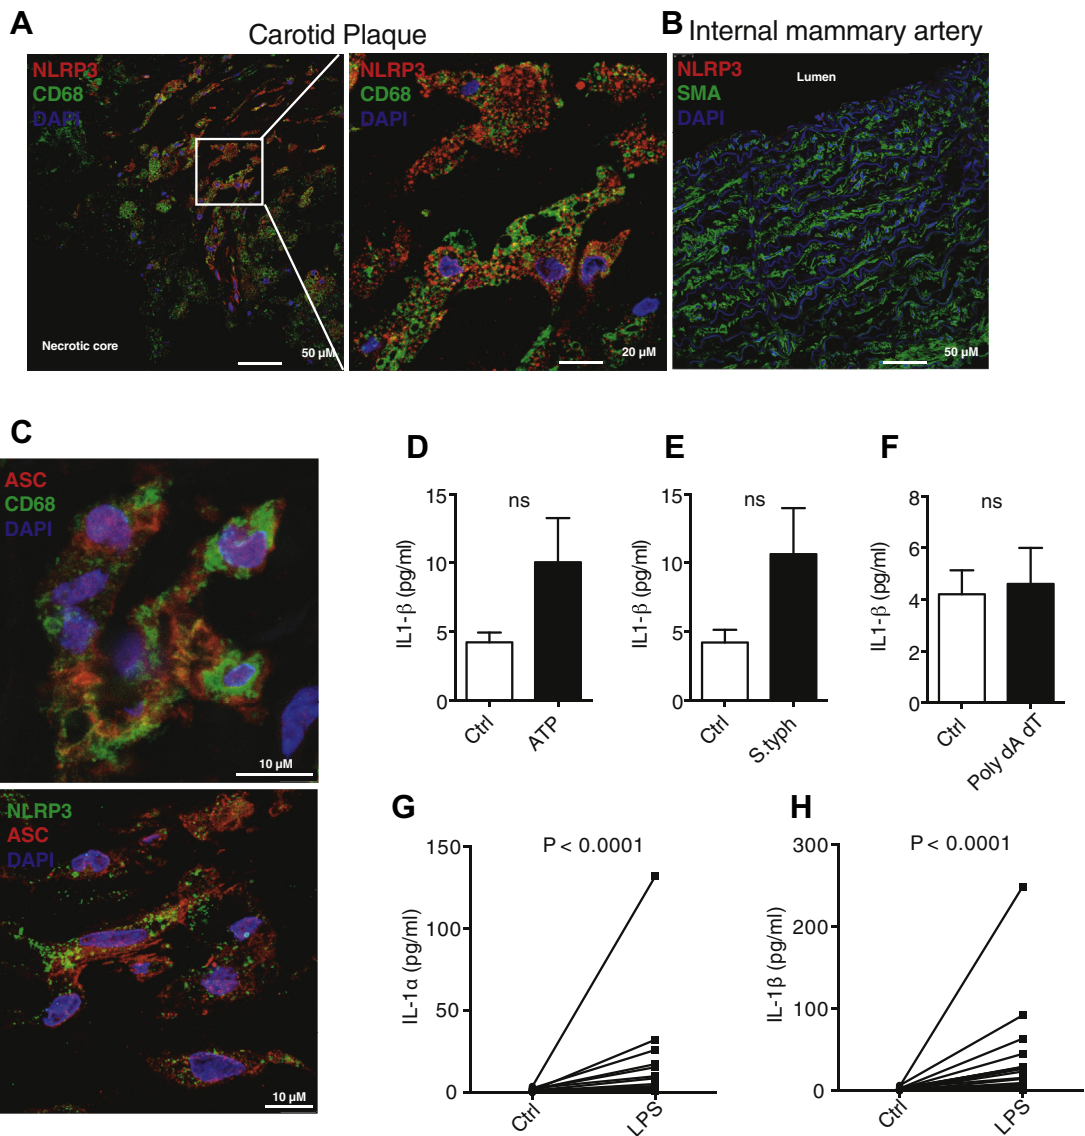 A
Carotid Plaque
NLRP3
CD68
DAPI
Necrotic core
50 µM
NLRP3
CD68
DAPI
20 µM
B
Internal mammary artery
NLRP3
SMA
DAPI
Lumen
50 µM
C
ASC
CD68
DAPI
10 µM
NLRP3
ASC
DAPI
10 µM
D
IL1-β (pg/ml)
15
10
5
0
ns
Ctrl
ATP
E
IL1-β (pg/ml)
15
10
5
0
ns
Ctrl
S.typh
F
IL1-β (pg/ml)
8
6
4
2
0
ns
Ctrl
Poly dA dT
G
IL-1α (pg/ml)
150
100
50
0
P < 0.0001
Ctrl
LPS
H
IL-1β (pg/ml)
300
200
100
0
P < 0.0001
Ctrl
LPS